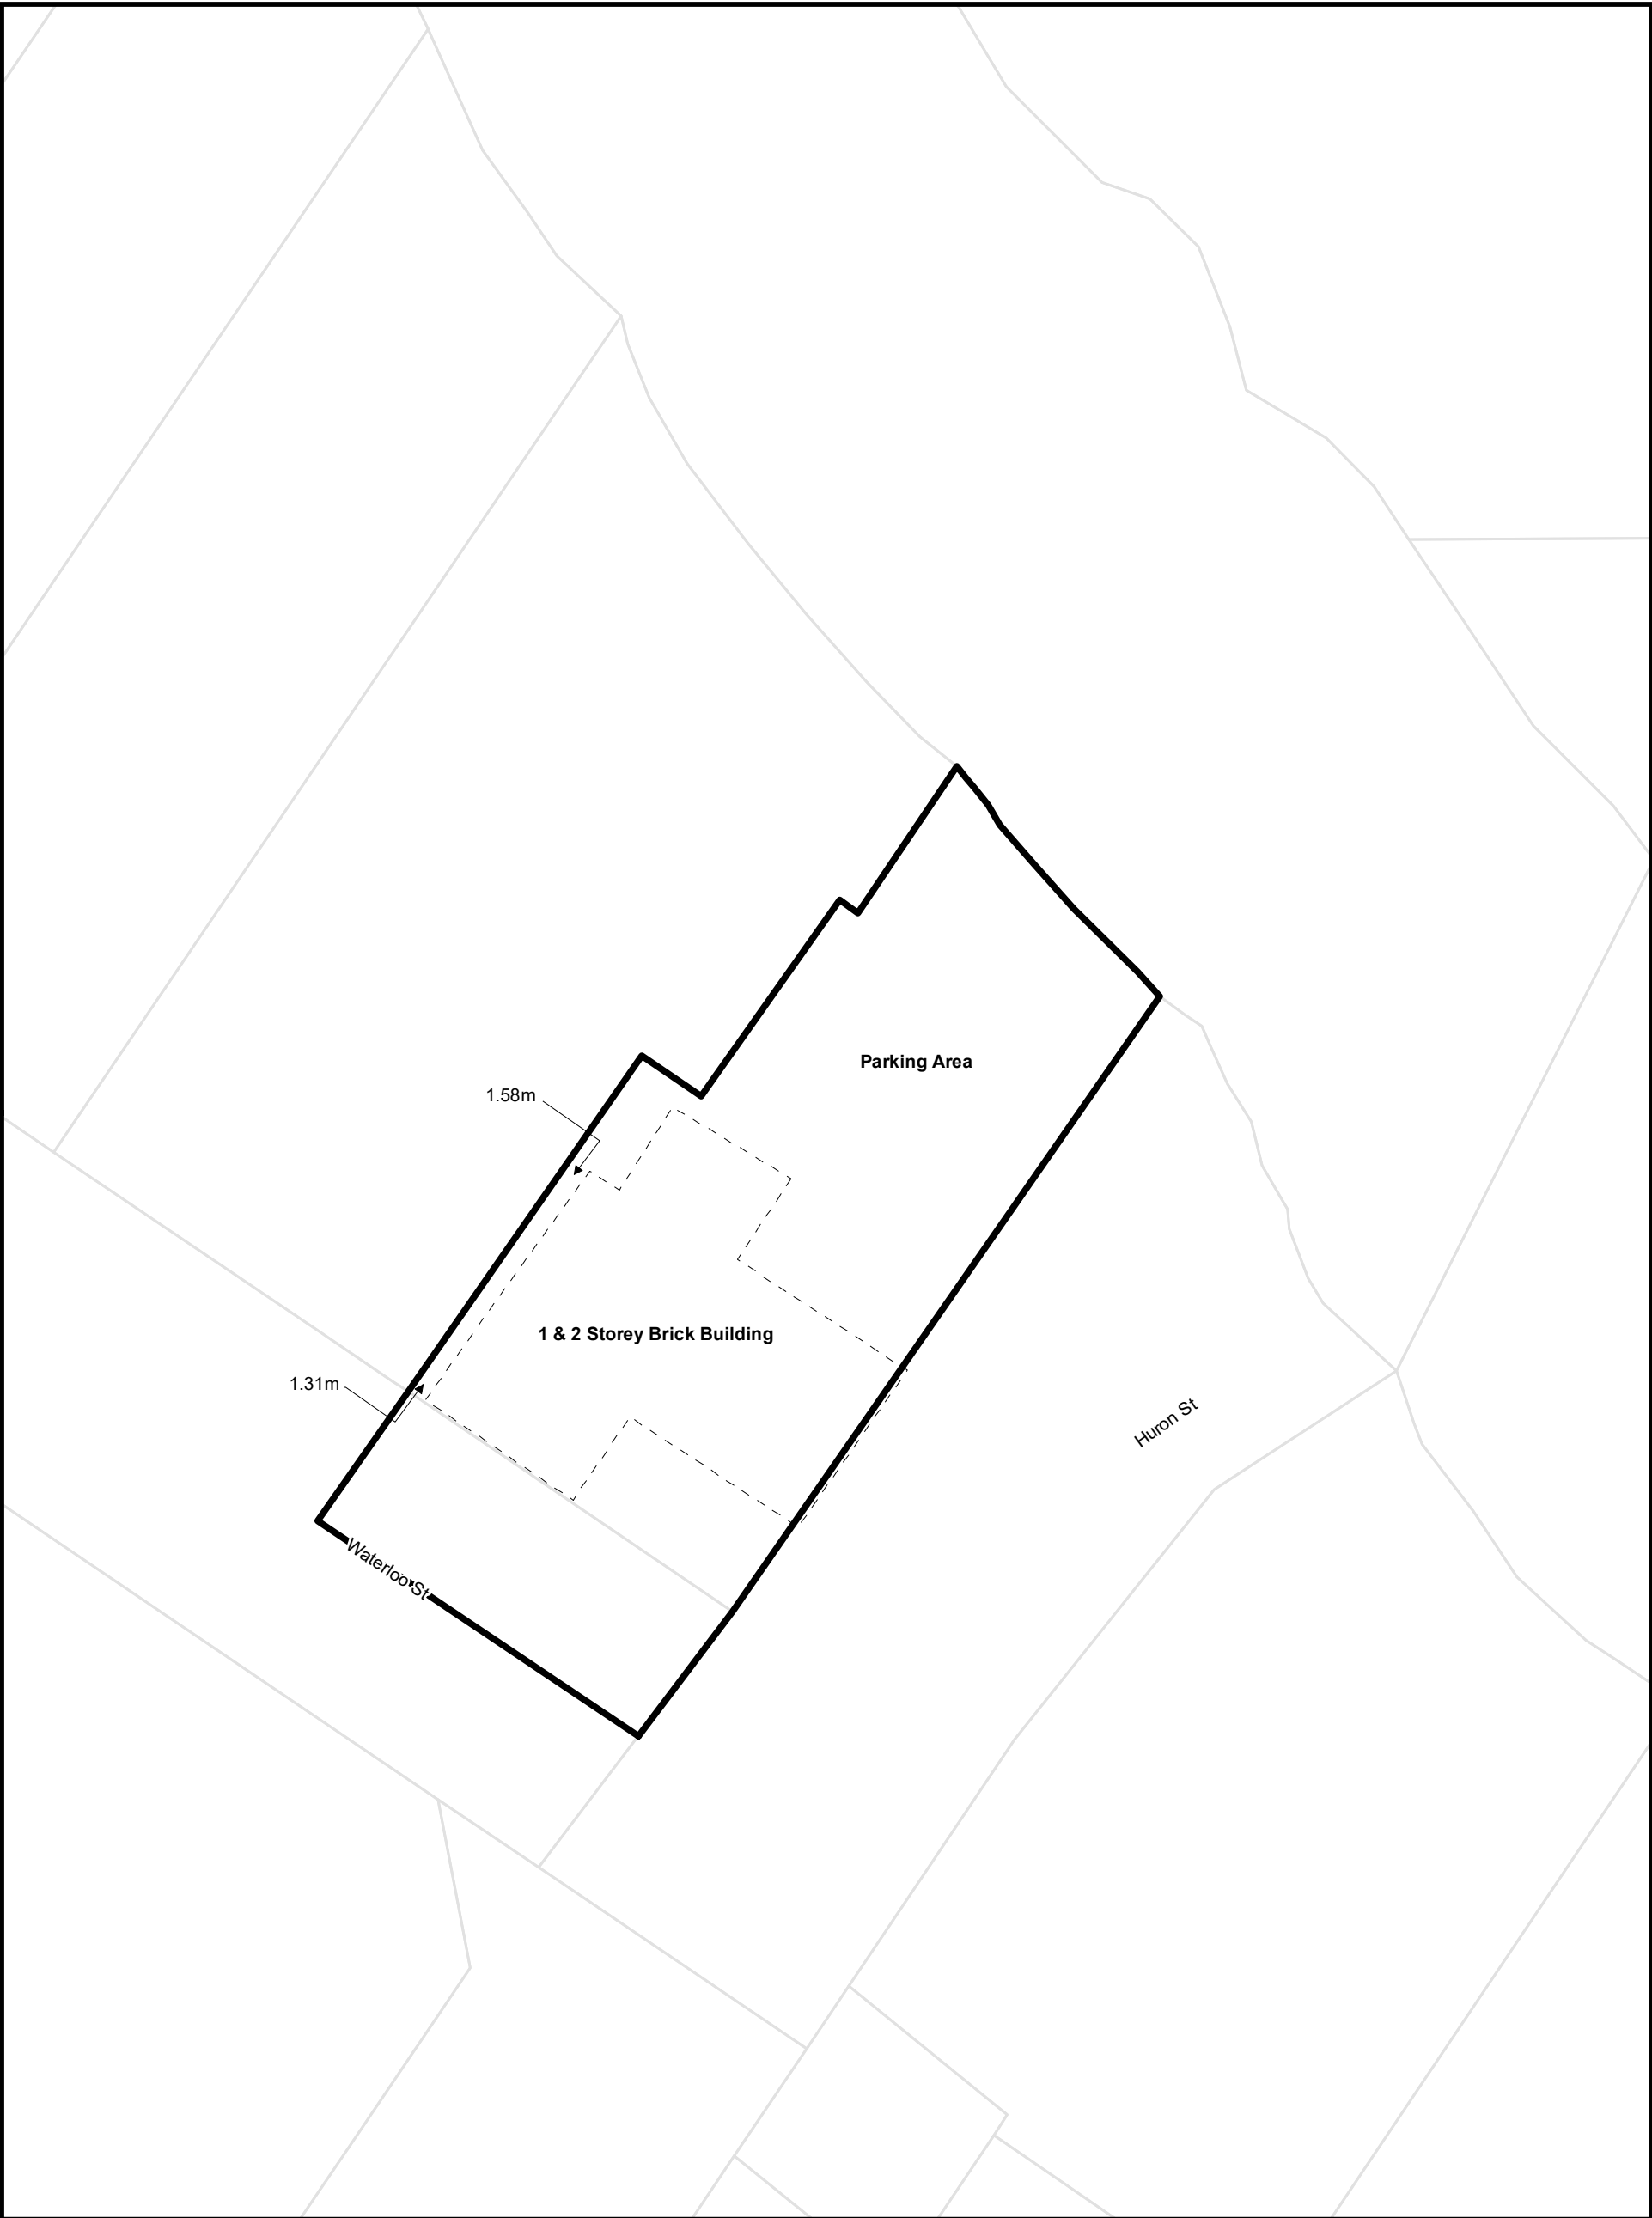 Parking Area
1.58m
1 & 2 Storey Brick Building
1.31m
Huron St
Waterloo St